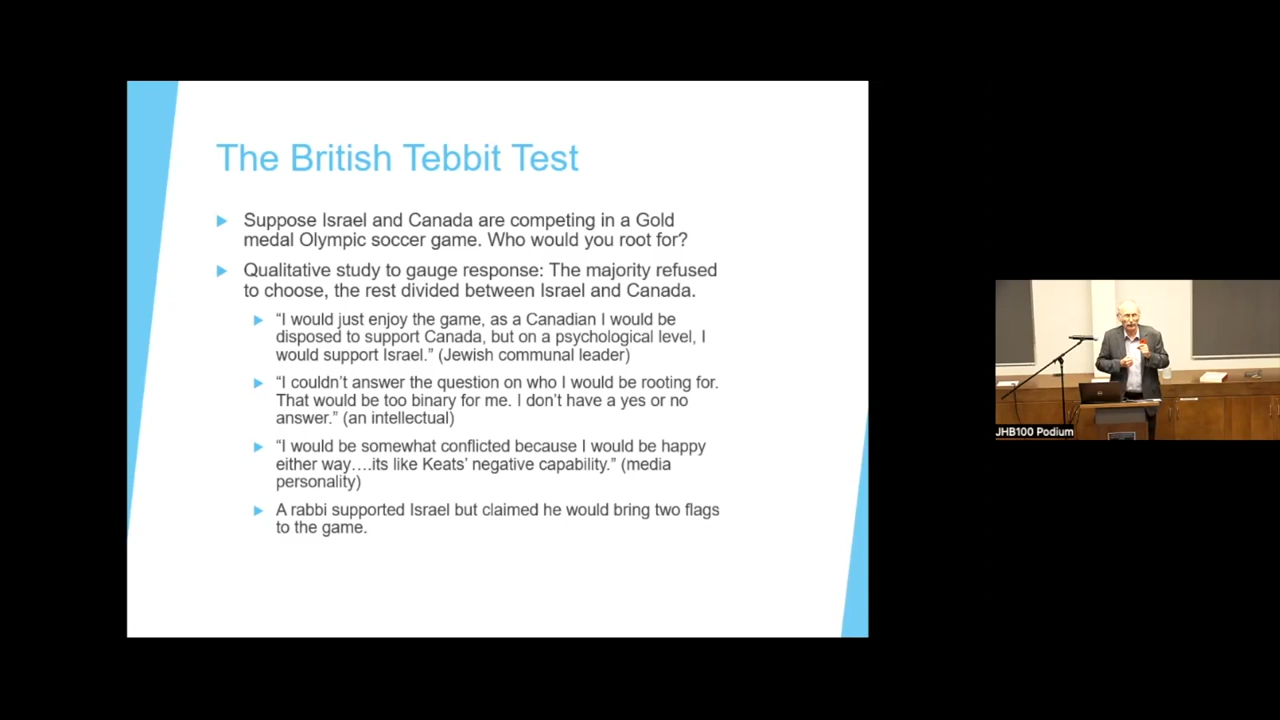 The British Tebbit Test
Suppose Israel and Canada are competing in a Gold
medal Olympic soccer game. Who would you root for?
Qualitative study to gauge response: The majority refused
to choose, the rest divided between Israel and Canada.
“I would just enjoy the game, as a Canadian I would be
disposed to support Canada, but on a psychological level, I
would support Israel.” (Jewish communal leader)
“I couldn’t answer the question on who I would be rooting for.
That would be too binary for me. I don’t have a yes or no
answer.” (an intellectual)
“I would be somewhat conflicted because I would be happy
either way….its like Keats’ negative capability.” (media
personality)
A rabbi supported Israel but claimed he would bring two flags
to the game.
JHB100 Podium